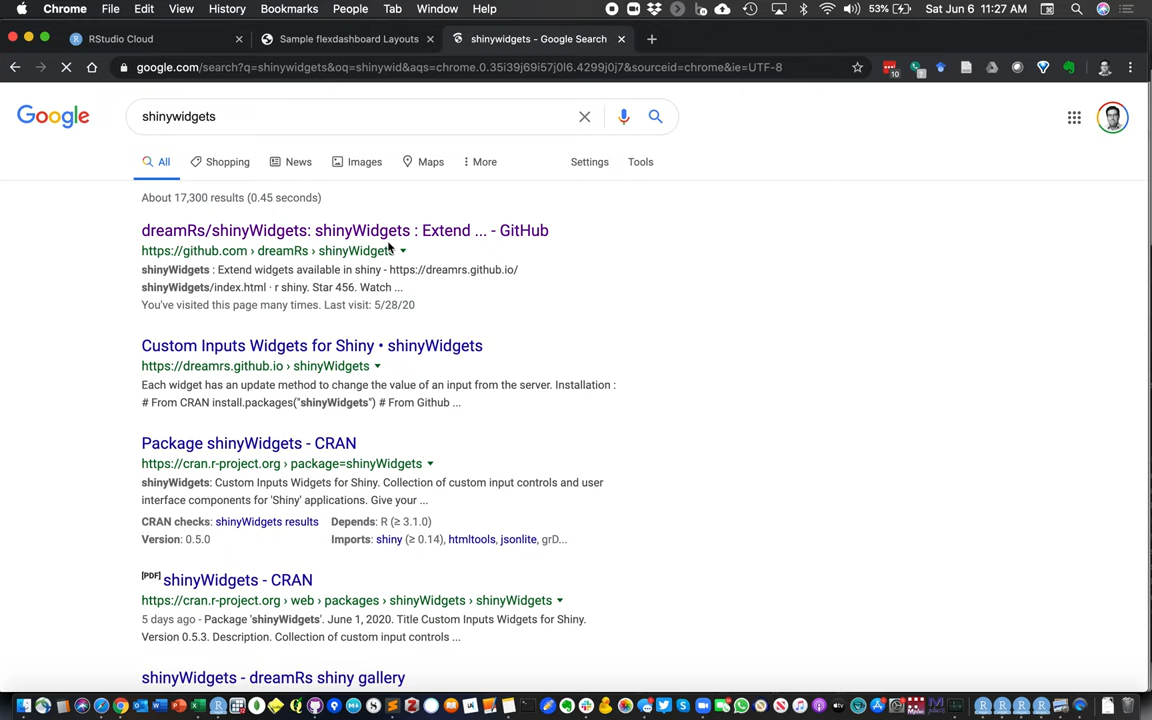 Chrome File Edit View History Bookmarks People Tab Window Help 53% Sat Jun 6 11:27 AM
RStudio Cloud Sample flexdashboard Layouts shinywidgets - Google Search
google.com/search?q=shinywidgets&oq=shinywid&aqs=chrome.0.35i39j69i57j0l6.4299j0j7&sourceid=chrome&ie=UTF-8
Google shinywidgets
All Shopping News Images Maps More Settings Tools
About 17,300 results (0.45 seconds)
dreamRs/shinyWidgets: shinyWidgets : Extend ... - GitHub
https://github.com › dreamRs › shinyWidgets
shinyWidgets : Extend widgets available in shiny - https://dreamrs.github.io/
shinyWidgets/index.html · r shiny. Star 456. Watch ...
You've visited this page many times. Last visit: 5/28/20
Custom Inputs Widgets for Shiny • shinyWidgets
https://dreamrs.github.io › shinyWidgets
Each widget has an update method to change the value of an input from the server. Installation :
# From CRAN install.packages("shinyWidgets") # From Github ...
Package shinyWidgets - CRAN
https://cran.r-project.org › package=shinyWidgets
shinyWidgets: Custom Inputs Widgets for Shiny. Collection of custom input controls and user
interface components for 'Shiny' applications. Give your ...
CRAN checks: shinyWidgets results Depends: R (≥ 3.1.0)
Version: 0.5.0 Imports: shiny (≥ 0.14), htmltools, jsonlite, grD...
[PDF] shinyWidgets - CRAN
https://cran.r-project.org › web › packages › shinyWidgets › shinyWidgets
5 days ago - Package 'shinyWidgets'. June 1, 2020. Title Custom Inputs Widgets for Shiny.
Version 0.5.3. Description. Collection of custom input controls ...
shinyWidgets - dreamRs shiny gallery